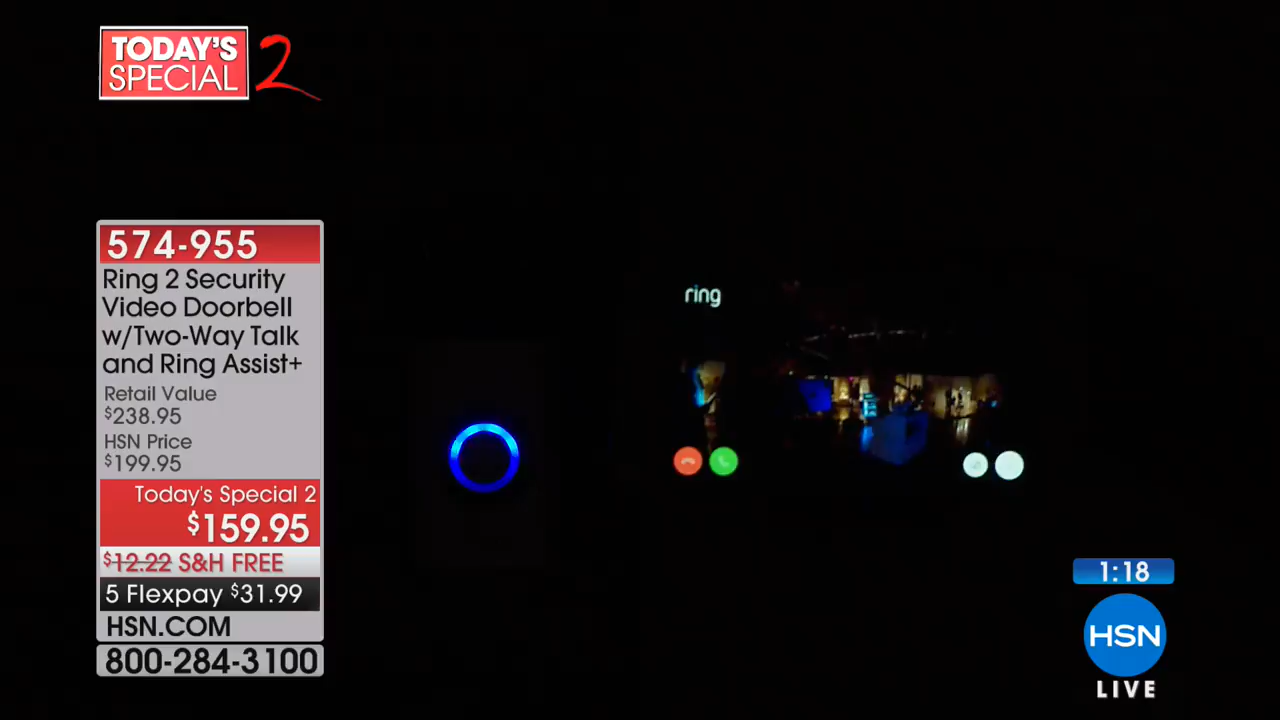 TODAY'S
SPECIAL 2
574-955
Ring 2 Security
Video Doorbell
w/Two-Way Talk
and Ring Assist+
Retail Value
$238.95
HSN Price
$199.95
Today's Special 2
$159.95
$12.22 S&H FREE
5 Flexpay $31.99
HSN.COM
800-284-3100
ring
1:18
HSN
LIVE